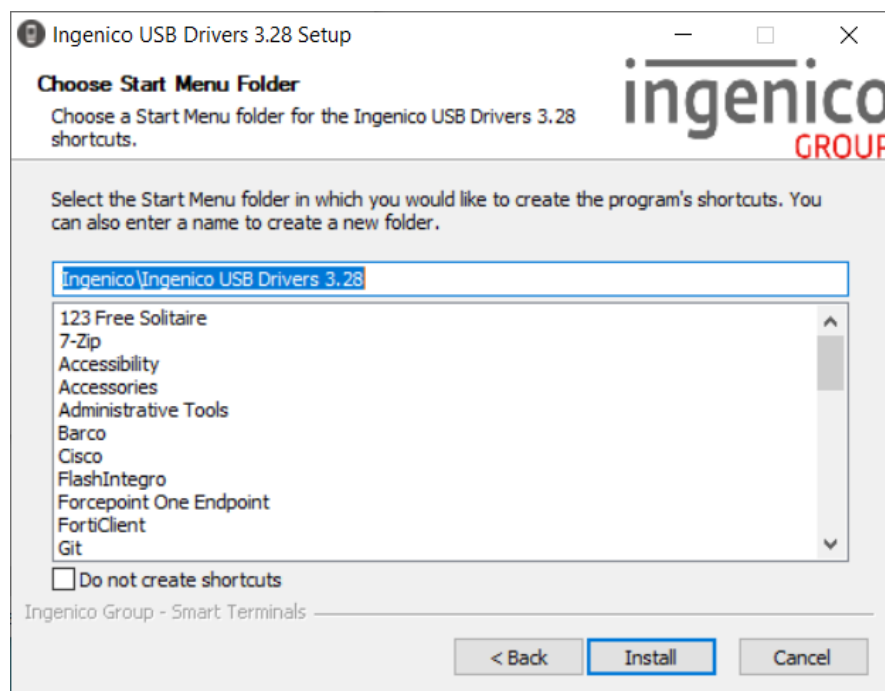 Ingenico USB Drivers 3.28 Setup
Choose Start Menu Folder
Choose a Start Menu folder for the Ingenico USB Drivers 3.28
shortcuts.
ingenico
GROUP
Select the Start Menu folder in which you would like to create the program's shortcuts. You
can also enter a name to create a new folder.
Ingenico\Ingenico USB Drivers 3.28
123 Free Solitaire
7-Zip
Accessibility
Accessories
Administrative Tools
Barco
Cisco
FlashIntegro
Forcepoint One Endpoint
FortiClient
Git
Do not create shortcuts
Ingenico Group - Smart Terminals
< Back
Install
Cancel